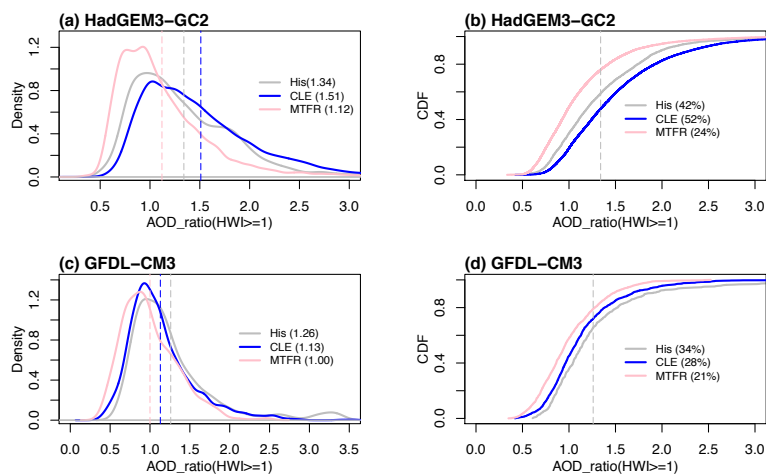 (a) HadGEM3−GC2
Density
0.0 0.4 0.8 1.2
His(1.34)
CLE (1.51)
MTFR (1.12)
0.5 1.0 1.5 2.0 2.5 3.0
AOD_ratio(HWI>=1)
(b) HadGEM3−GC2
CDF
0.0 0.4 0.8
His (42%)
CLE (52%)
MTFR (24%)
0.0 0.5 1.0 1.5 2.0 2.5 3.0
AOD_ratio(HWI>=1)
(c) GFDL−CM3
Density
0.0 0.4 0.8 1.2
His (1.26)
CLE (1.13)
MTFR (1.00)
0.0 0.5 1.0 1.5 2.0 2.5 3.0 3.5
AOD_ratio(HWI>=1)
(d) GFDL−CM3
CDF
0.0 0.4 0.8
His (34%)
CLE (28%)
MTFR (21%)
0.0 0.5 1.0 1.5 2.0 2.5 3.0
AOD_ratio(HWI>=1)